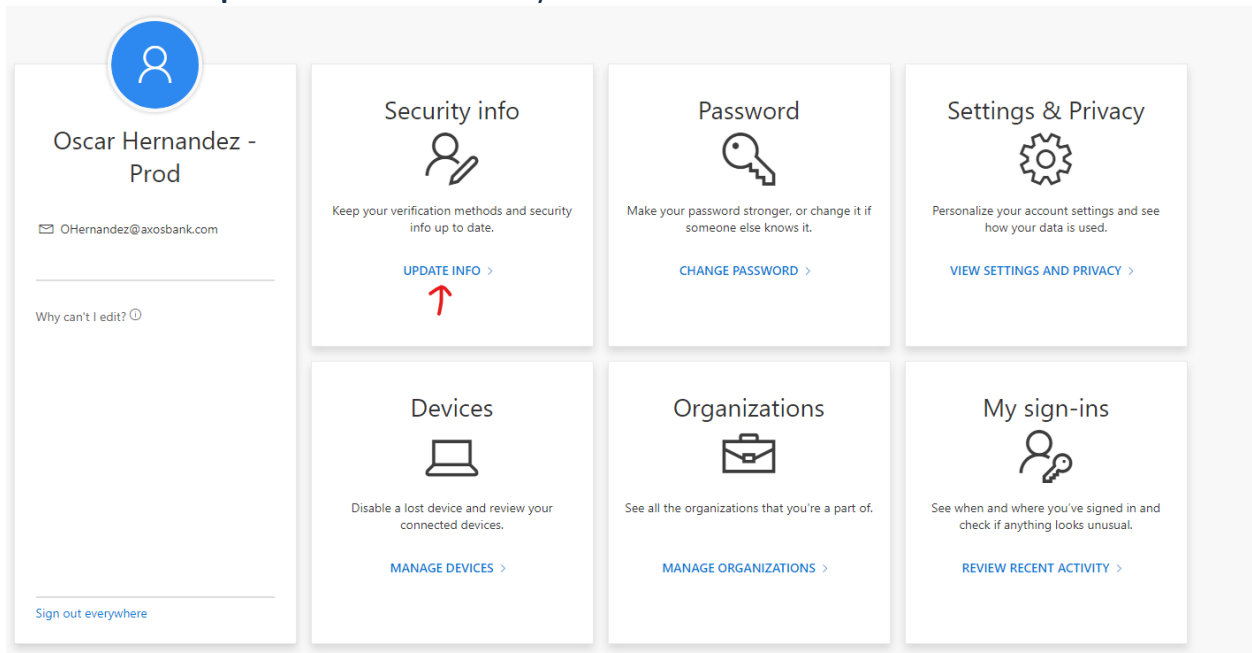 Oscar Hernandez -
Prod
OHernandez@axosbank.com
Why can't I edit?
Sign out everywhere
Security info
Keep your verification methods and security
info up to date.
UPDATE INFO >
Password
Make your password stronger, or change it if
someone else knows it.
CHANGE PASSWORD >
Settings & Privacy
Personalize your account settings and see
how your data is used.
VIEW SETTINGS AND PRIVACY >
Devices
Disable a lost device and review your
connected devices.
MANAGE DEVICES >
Organizations
See all the organizations that you're a part of.
MANAGE ORGANIZATIONS >
My sign-ins
See when and where you've signed in and
check if anything looks unusual.
REVIEW RECENT ACTIVITY >